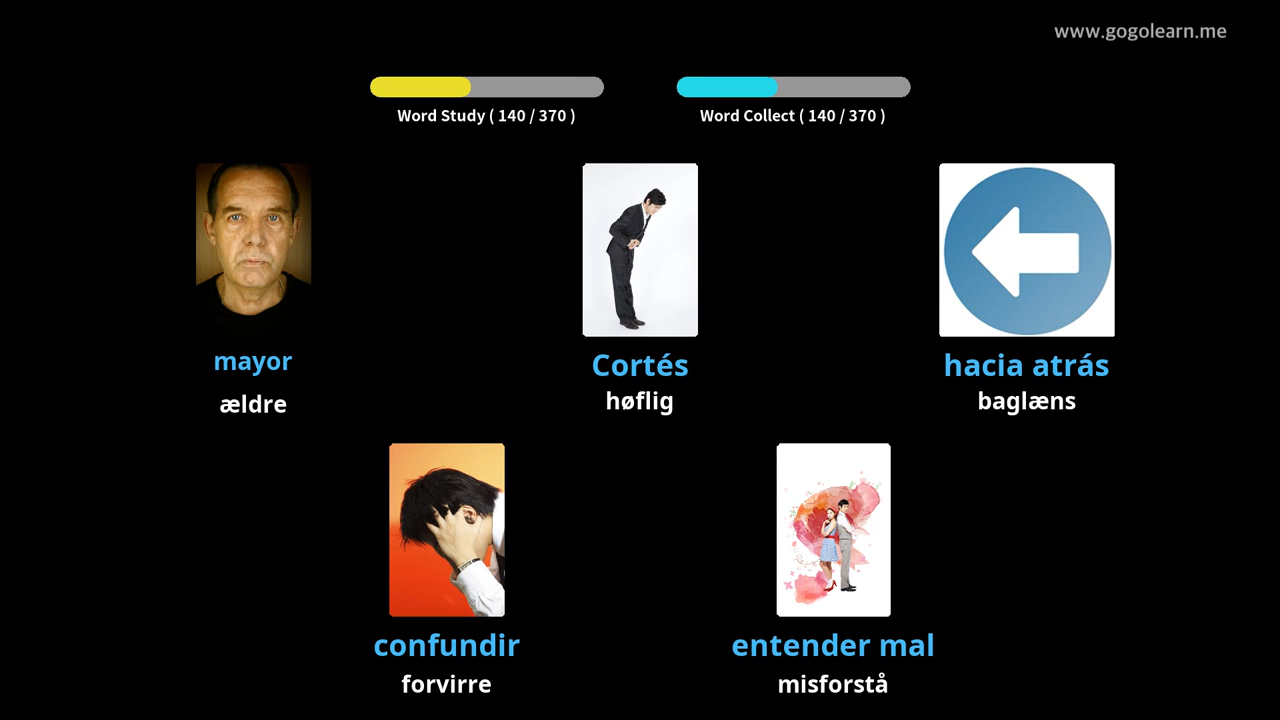 www.gogolearn.me
Word Study ( 140 / 370 )
Word Collect ( 140 / 370 )
mayor
ældre
Cortés
høflig
hacia atrás
baglæns
confundir
forvirre
entender mal
misforstå